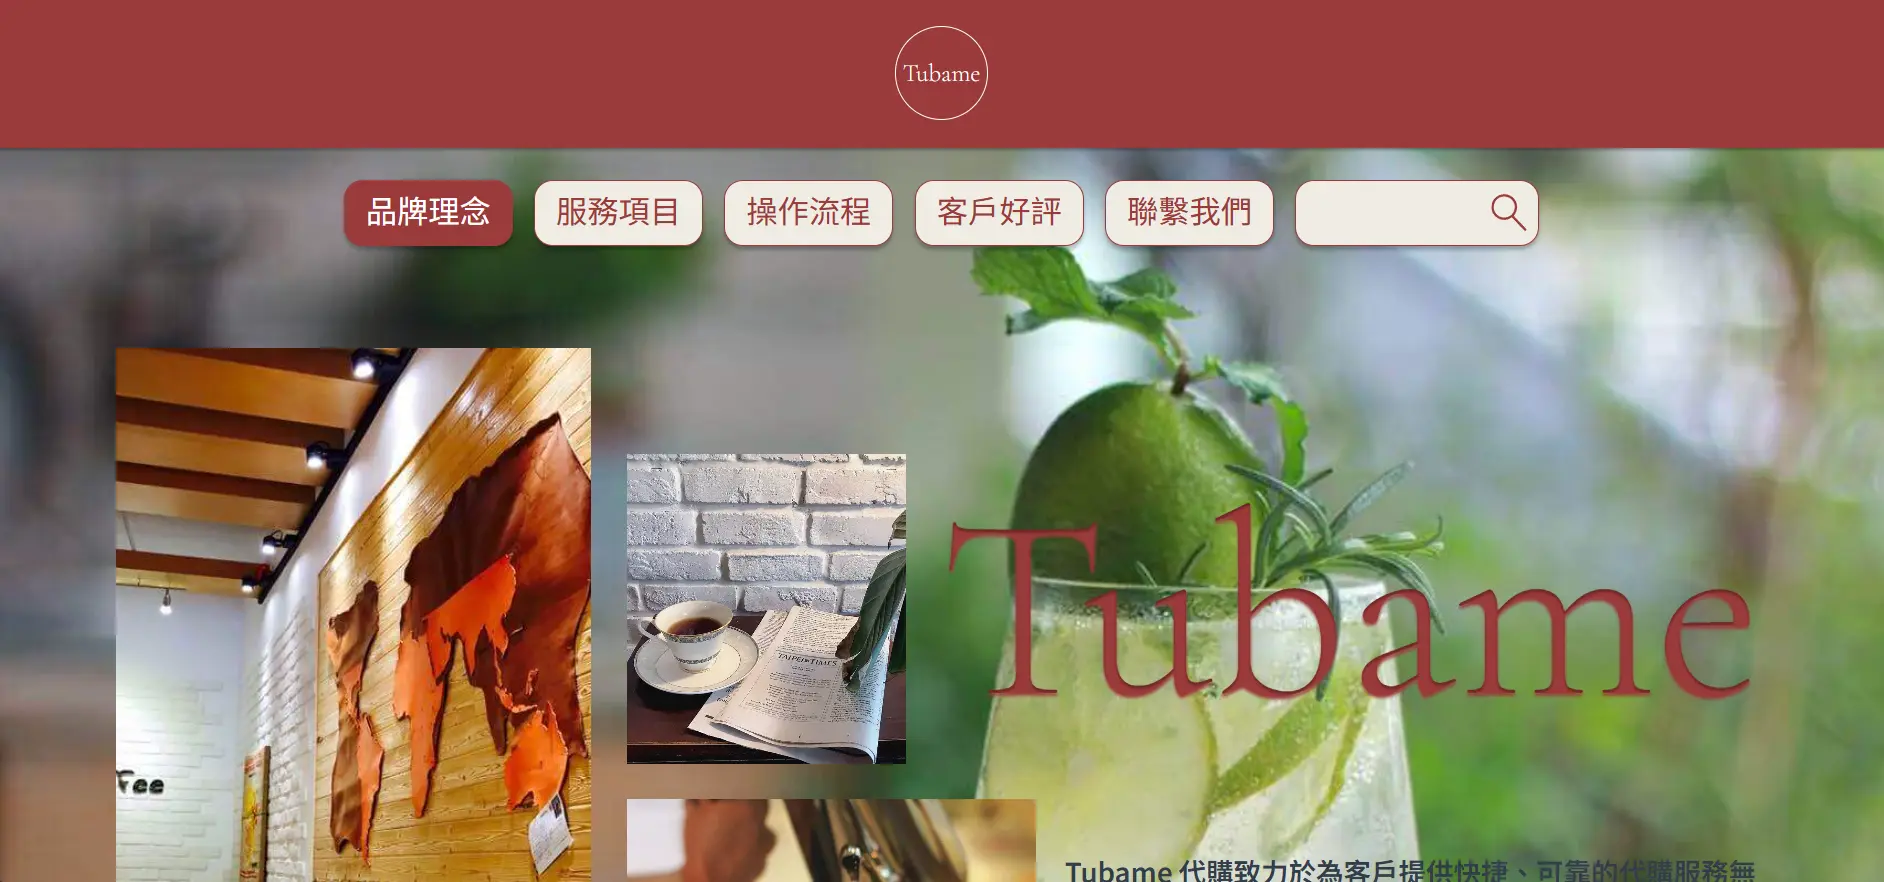 Tubame
品牌理念
服務項目
操作流程
客戶好評
聯繫我們
TAIPEI TIMES
Tubame
Tubame 代購致力於為客戶提供快捷、可靠的代購服務無